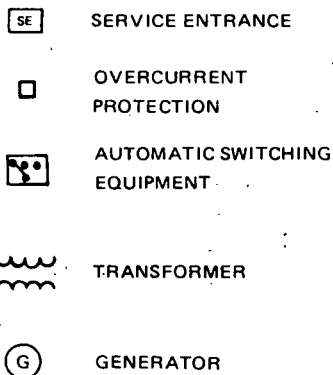 SE SERVICE ENTRANCE
OVERCURRENT
PROTECTION
AUTOMATIC SWITCHING
EQUIPMENT
TRANSFORMER
G GENERATOR